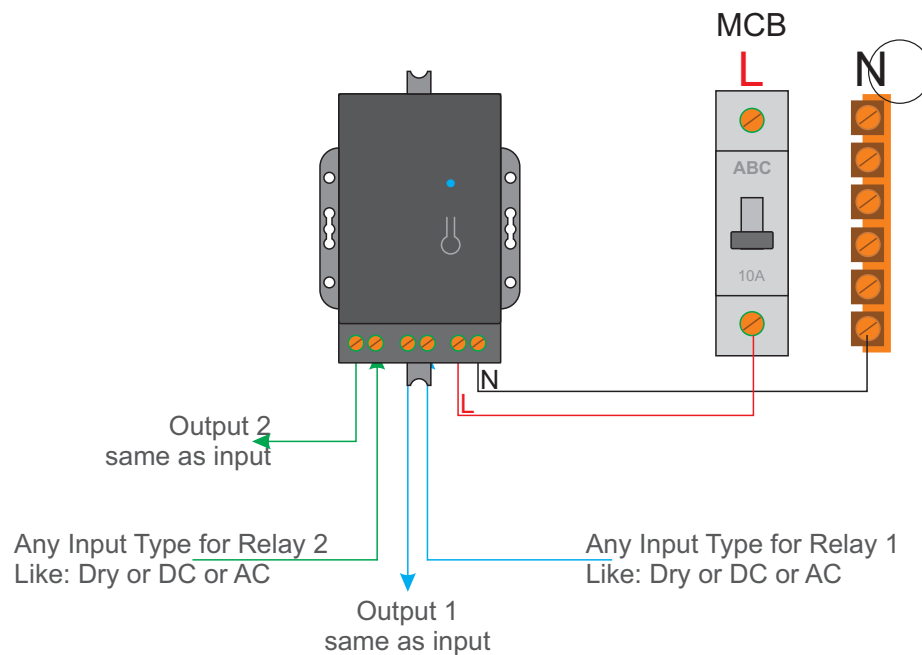 MCB
L
N
ABC
10A
N
L
Output 2
same as input
Any Input Type for Relay 2
Like: Dry or DC or AC
Any Input Type for Relay 1
Like: Dry or DC or AC
Output 1
same as input